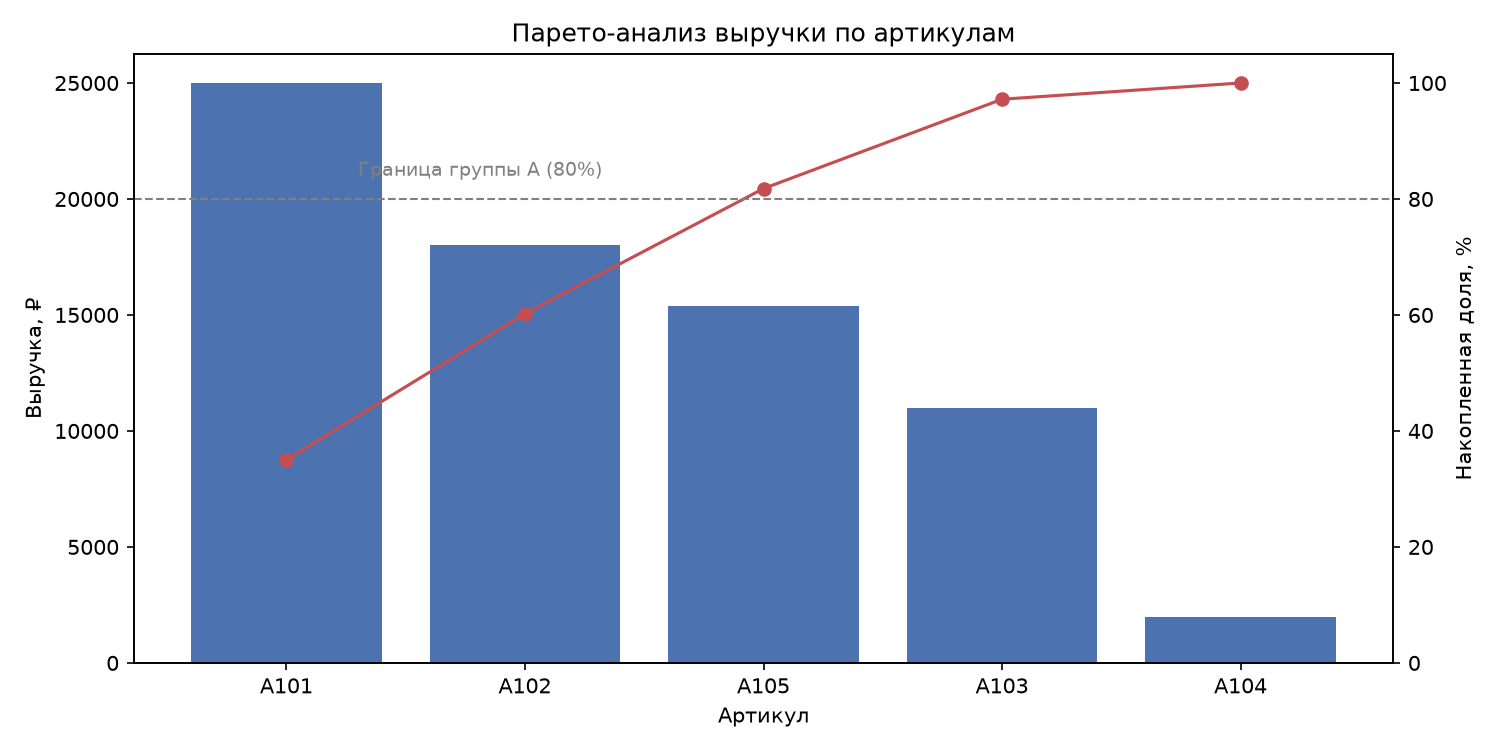 Парето-анализ выручки по артикулам
25000
20000
15000
10000
5000
0
Выручка, ₽
Граница группы A (80%)
100
80
60
40
20
0
Накопленная доля, %
A101
A102
A105
A103
A104
Артикул